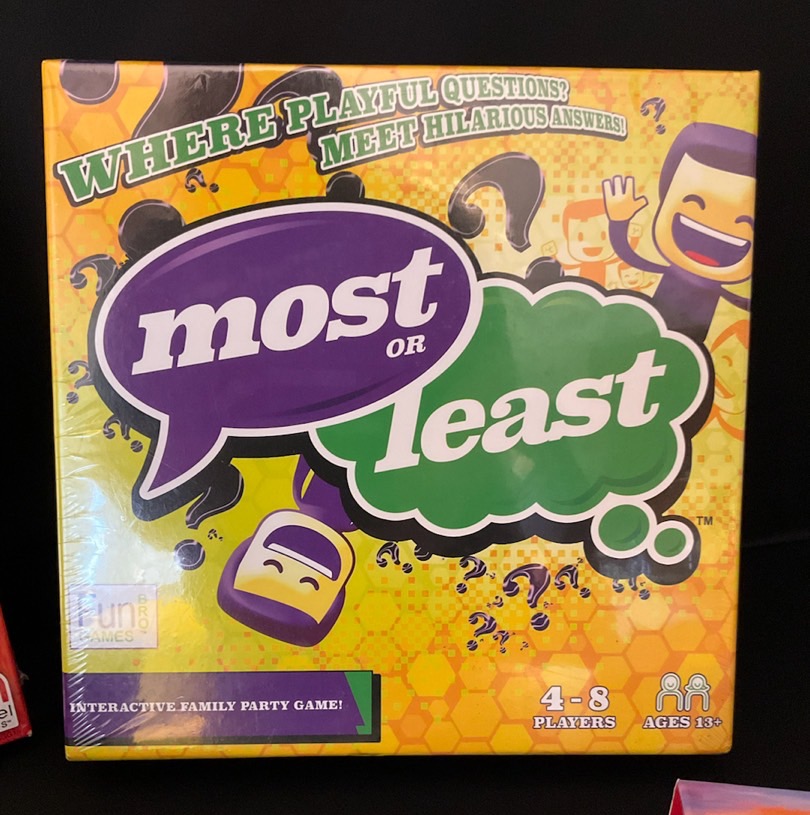 WHERE PLAYFUL QUESTIONS?
MEET HILARIOUS ANSWERS!
most
OR
least
TM
Fun BRO
GAMES
INTERACTIVE FAMILY PARTY GAME!
4-8
PLAYERS
AGES 13+